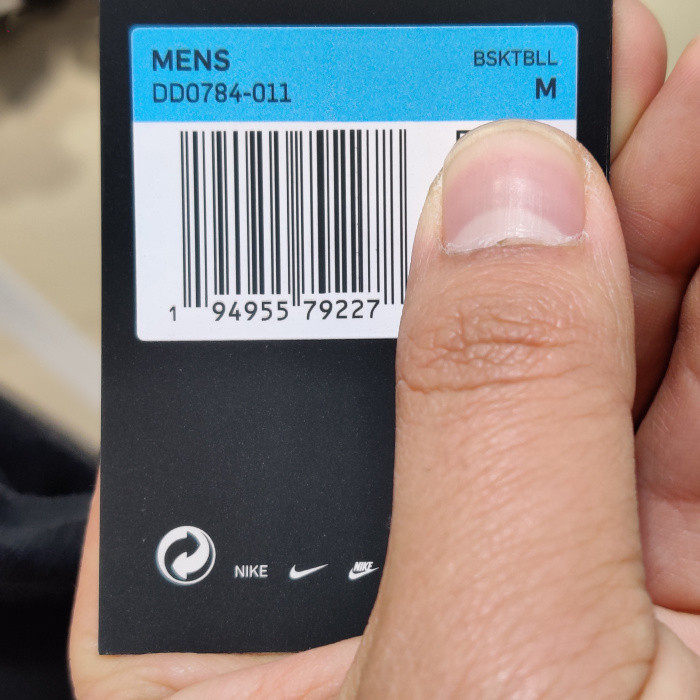 MENS
BSKTBLL
DD0784-011
M
1 94955 79227
NIKE
NIKE